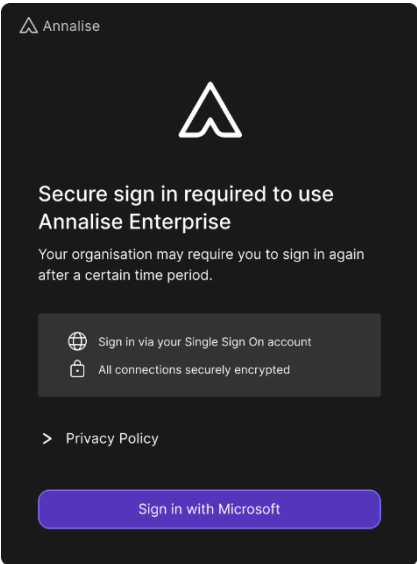 Annalise
Secure sign in required to use
Annalise Enterprise
Your organisation may require you to sign in again
after a certain time period.
Sign in via your Single Sign On account
All connections securely encrypted
Privacy Policy
Sign in with Microsoft